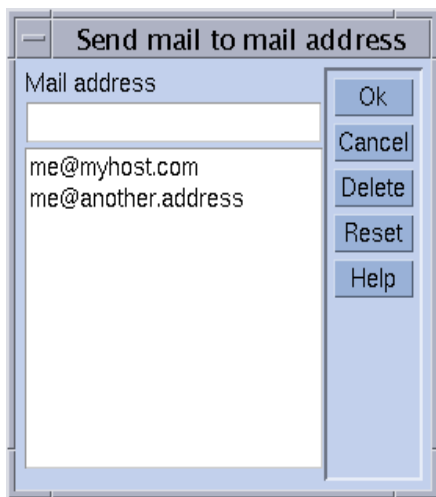 Send mail to mail address
Mail address
me@myhost.com
me@another.address
Ok
Cancel
Delete
Reset
Help